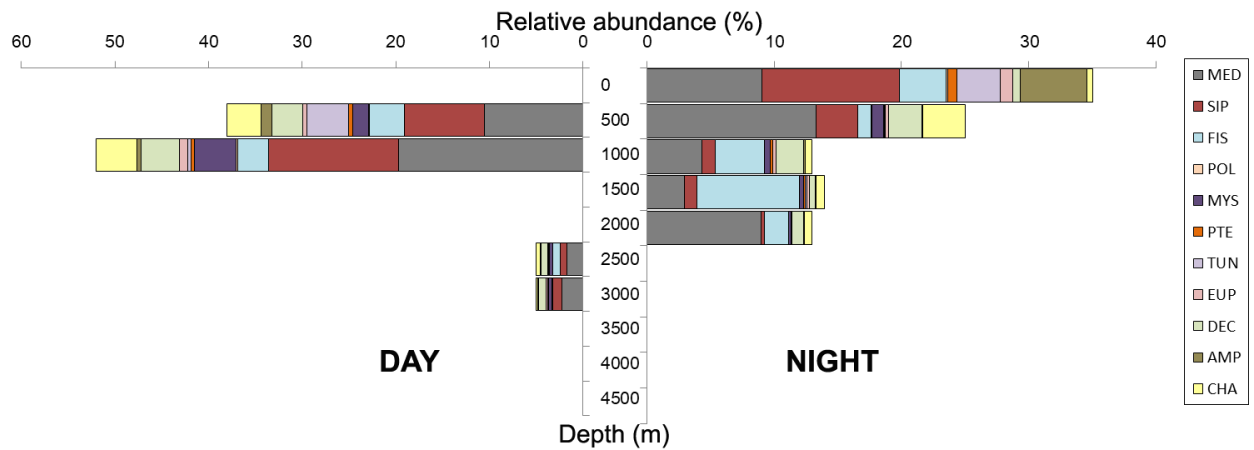 Relative abundance (%)
60 50 40 30 20 10 0 0 10 20 30 40
0
500
1000
1500
2000
2500
3000
3500
4000
4500
DAY
NIGHT
Depth (m)
MED
SIP
FIS
POL
MYS
PTE
TUN
EUP
DEC
AMP
CHA